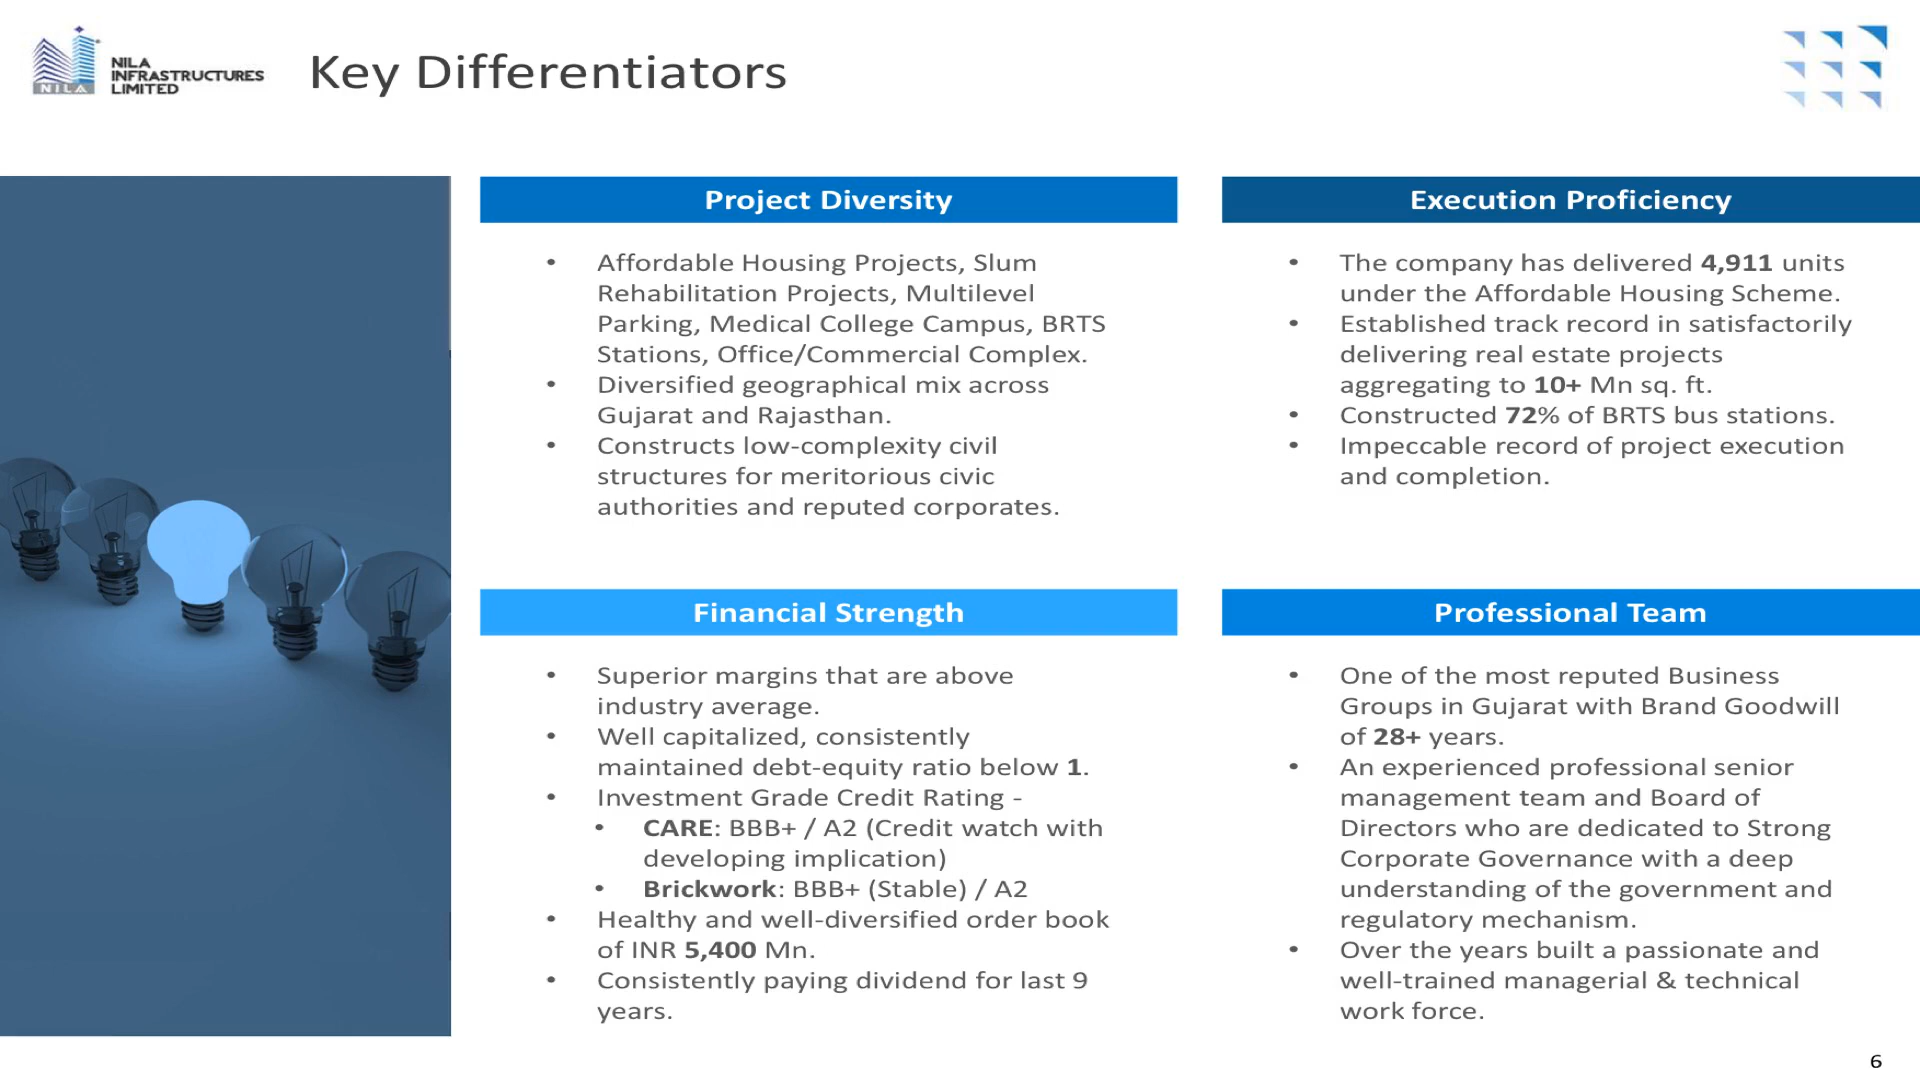 NILA
INFRASTRUCTURES
LIMITED
NILA
Key Differentiators
Project Diversity
• Affordable Housing Projects, Slum
Rehabilitation Projects, Multilevel
Parking, Medical College Campus, BRTS
Stations, Office/Commercial Complex.
• Diversified geographical mix across
Gujarat and Rajasthan.
• Constructs low-complexity civil
structures for meritorious civic
authorities and reputed corporates.
Execution Proficiency
• The company has delivered 4,911 units
under the Affordable Housing Scheme.
• Established track record in satisfactorily
delivering real estate projects
aggregating to 10+ Mn sq. ft.
• Constructed 72% of BRTS bus stations.
• Impeccable record of project execution
and completion.
Financial Strength
• Superior margins that are above
industry average.
• Well capitalized, consistently
maintained debt-equity ratio below 1.
• Investment Grade Credit Rating -
• CARE: BBB+ / A2 (Credit watch with
developing implication)
• Brickwork: BBB+ (Stable) / A2
• Healthy and well-diversified order book
of INR 5,400 Mn.
• Consistently paying dividend for last 9
years.
Professional Team
• One of the most reputed Business
Groups in Gujarat with Brand Goodwill
of 28+ years.
• An experienced professional senior
management team and Board of
Directors who are dedicated to Strong
Corporate Governance with a deep
understanding of the government and
regulatory mechanism.
• Over the years built a passionate and
well-trained managerial & technical
work force.
6